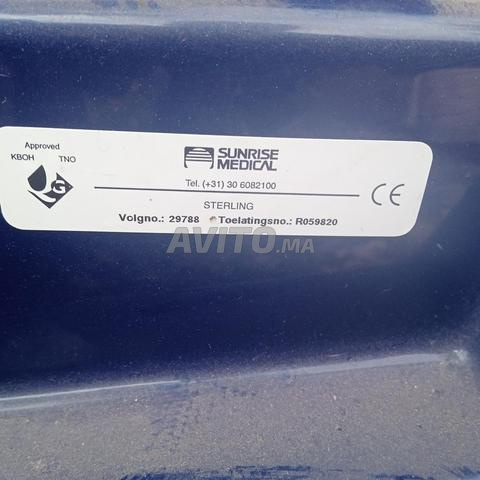 Approved
KBOH TNO
G
SUNRISE
MEDICAL
Tel. (+31) 30 6082100
CE
STERLING
Volgno.: 29788 Toelatingsno.: R059820
AVITO.MA